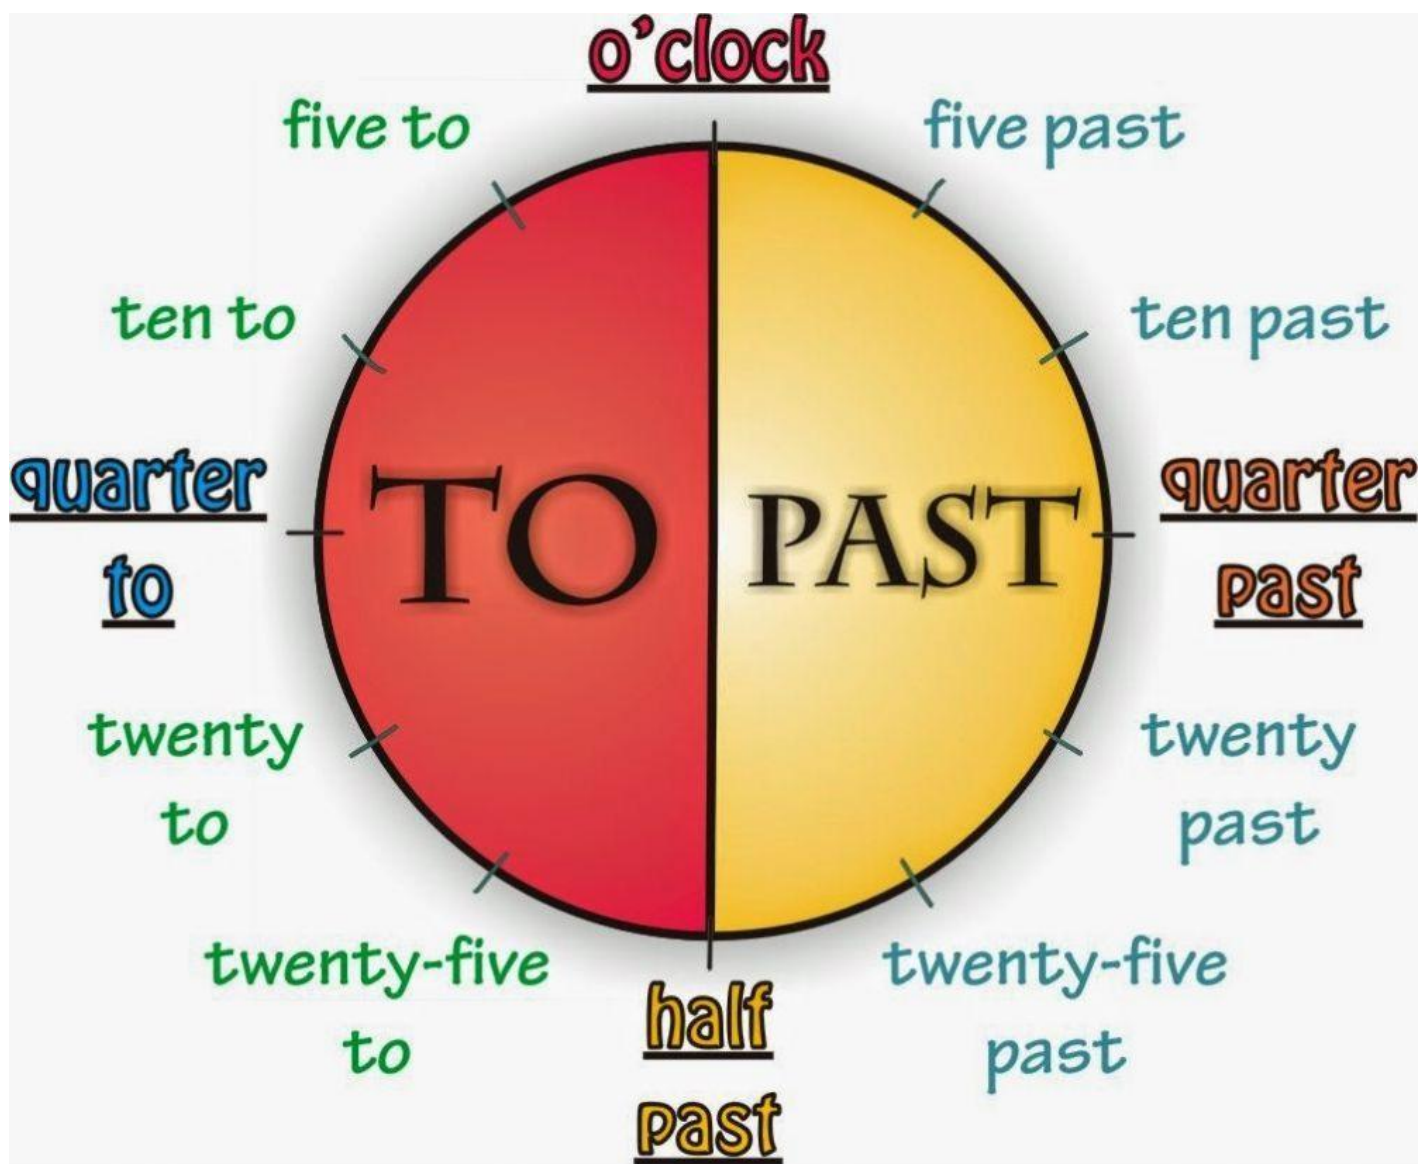 o'clock
five to
five past
ten to
ten past
quarter
to
quarter
past
TO
PAST
twenty
to
twenty
past
twenty-five
to
twenty-five
past
half
past